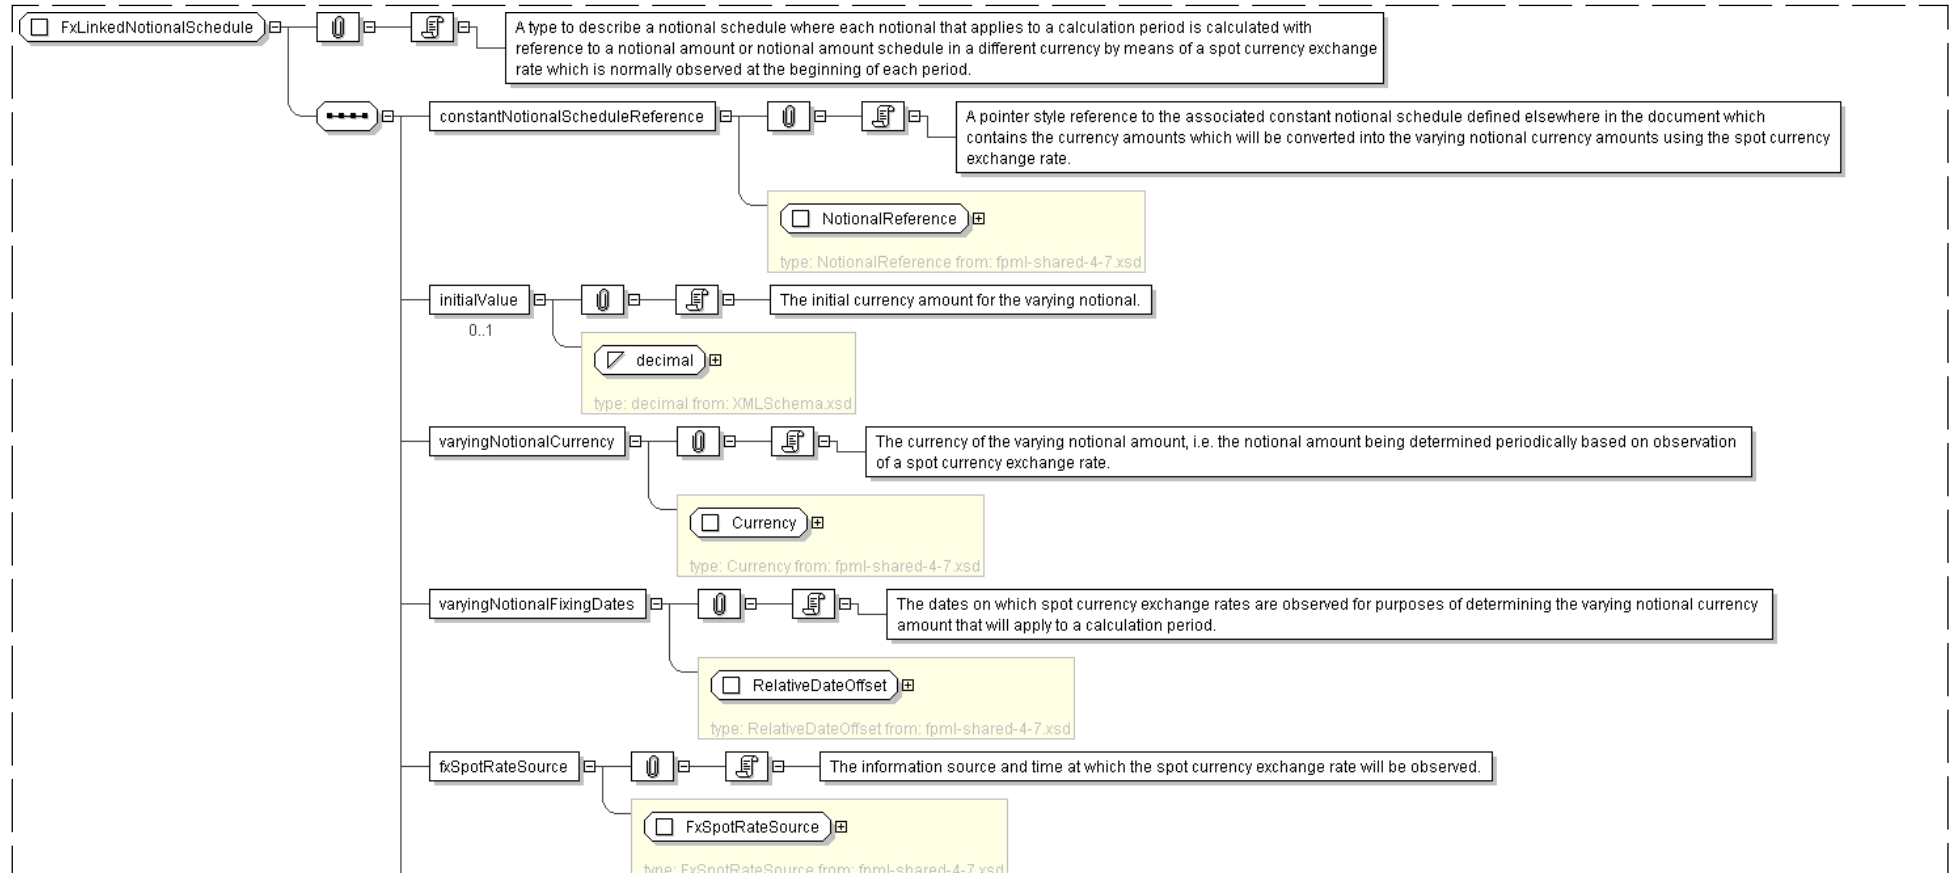 FxLinkedNotionalSchedule
A type to describe a notional schedule where each notional that applies to a calculation period is calculated with
reference to a notional amount or notional amount schedule in a different currency by means of a spot currency exchange
rate which is normally observed at the beginning of each period.
constantNotionalScheduleReference
A pointer style reference to the associated constant notional schedule defined elsewhere in the document which
contains the currency amounts which will be converted into the varying notional currency amounts using the spot currency
exchange rate.
NotionalReference
type: NotionalReference from: fpml-shared-4-7.xsd
initialValue
The initial currency amount for the varying notional.
0..1
decimal
type: decimal from: XMLSchema.xsd
varyingNotionalCurrency
The currency of the varying notional amount, i.e. the notional amount being determined periodically based on observation
of a spot currency exchange rate.
Currency
type: Currency from: fpml-shared-4-7.xsd
varyingNotionalFixingDates
The dates on which spot currency exchange rates are observed for purposes of determining the varying notional currency
amount that will apply to a calculation period.
RelativeDateOffset
type: RelativeDateOffset from: fpml-shared-4-7.xsd
fxSpotRateSource
The information source and time at which the spot currency exchange rate will be observed.
FxSpotRateSource
type: FxSpotRateSource from: fpml-shared-4-7.xsd